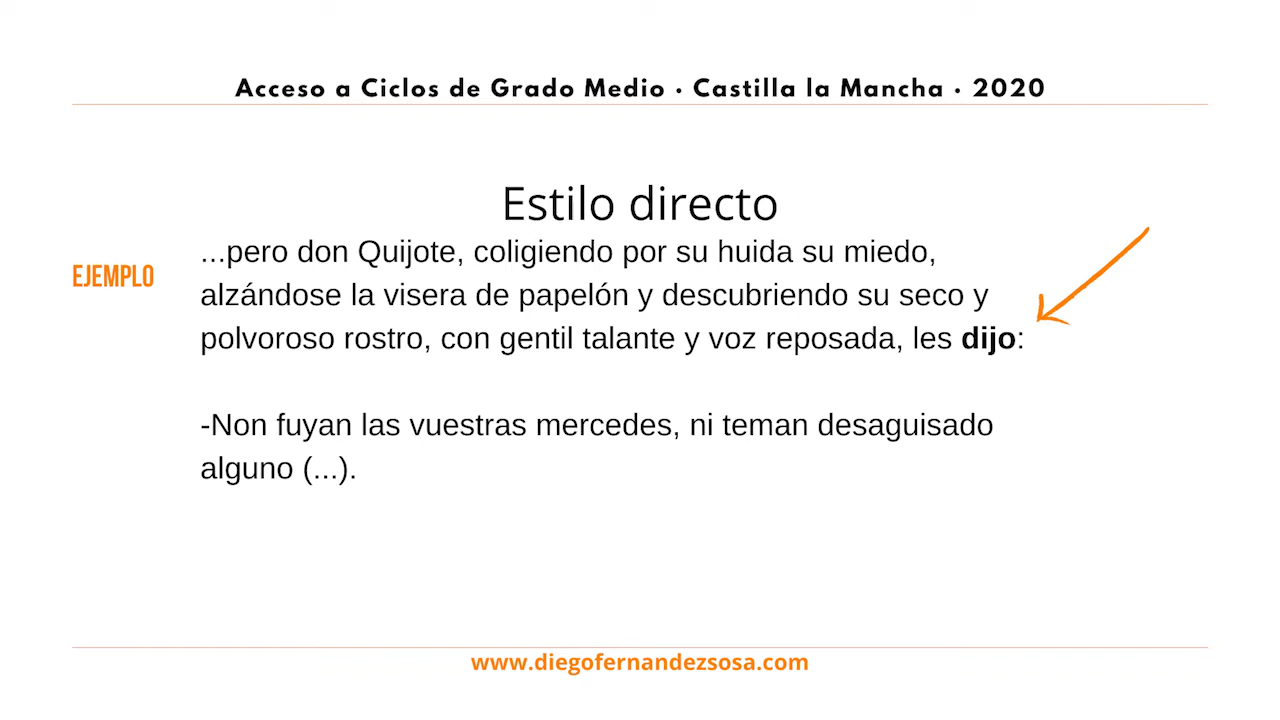 Acceso a Ciclos de Grado Medio · Castilla la Mancha · 2020
Estilo directo
EJEMPLO
...pero don Quijote, coligiendo por su huida su miedo,
alzándose la visera de papelón y descubriendo su seco y
polvoroso rostro, con gentil talante y voz reposada, les dijo:
-Non fuyan las vuestras mercedes, ni teman desaguisado
alguno (...).
www.diegofernandezsosa.com